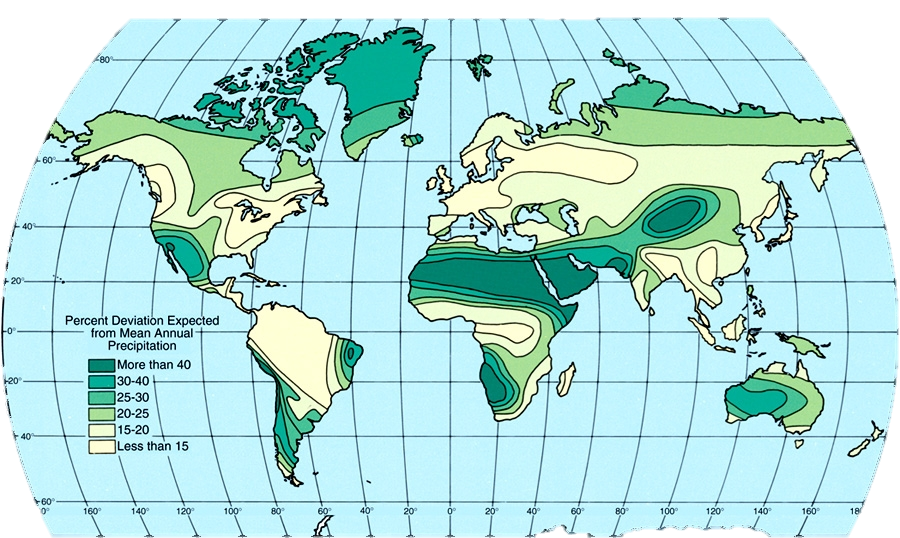 80°
60°
40°
20°
0°
20°
40°
60°
Percent Deviation Expected
from Mean Annual
Precipitation
More than 40
30-40
25-30
20-25
15-20
Less than 15
0° 160° 140° 120° 100° 80° 60° 40° 20° 0° 20° 40° 60° 80° 100° 120° 140° 160° 18